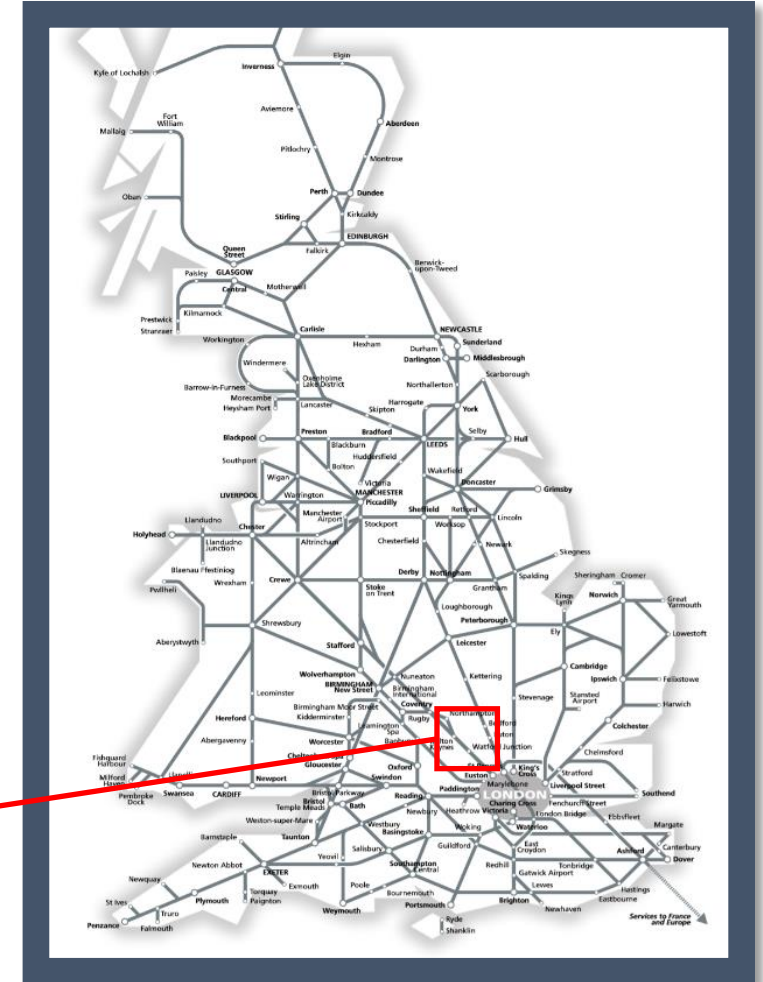 Elgin
Kyle of Lochalsh
Inverness
Aviemore
Fort
William
Mallaig
Aberdeen
Pitlochry
Montrose
Perth
Dundee
Oban
Kirkcaldy
Stirling
EDINBURGH
Queen
Street
Falkirk
Berwick-
upon-Tweed
Paisley
GLASGOW
Central
Motherwell
Kilmarnock
Prestwick
Stranraer
Carlisle
NEWCASTLE
Workington
Hexham
Sunderland
Durham
Darlington
Middlesbrough
Windermere
Scarborough
Oxenholme
Lake District
Northallerton
Barrow-in-Furness
Morecambe
Heysham Port
Lancaster
Harrogate
York
Skipton
Blackpool
Preston
Bradford
Selby
Hull
Blackburn
LEEDS
Southport
Huddersfield
Bolton
Wakefield
Wigan
Victoria
Doncaster
Grimsby
LIVERPOOL
Warrington
MANCHESTER
Piccadilly
Manchester
Airport
Sheffield
Retford
Lincoln
Llandudno
Stockport
Worksop
Holyhead
Chester
Llandudno
Junction
Altrincham
Chesterfield
Newark
Skegness
Blaenau Ffestiniog
Derby
Nottingham
Spalding
Sheringham
Cromer
Pwllheli
Wrexham
Crewe
Stoke
on Trent
Grantham
Kings
Lynn
Norwich
Great
Yarmouth
Loughborough
Aberystwyth
Shrewsbury
Peterborough
Ely
Lowestoft
Stafford
Leicester
Wolverhampton
Cambridge
BIRMINGHAM
New Street
Nuneaton
Kettering
Ipswich
Felixstowe
Birmingham
International
Leominster
Stevenage
Stansted
Airport
Harwich
Birmingham Moor Street
Coventry
Northampton
Kidderminster
Rugby
Bedford
Colchester
Hereford
Leamington
Spa
Abergavenny
Worcester
Banbury
Milton
Keynes
Watford Junction
Chelmsford
Fishguard
Harbour
Gloucester
Oxford
King's
Cross
Stratford
Milford
Haven
Llanelli
Newport
Swindon
Euston
Marylebone
Liverpool Street
Pembroke
Dock
Swansea
CARDIFF
Bristol Parkway
Reading
Paddington
LONDON
Southend
Bristol
Temple Meads
Bath
Newbury
Heathrow
Victoria
Charing Cross
Fenchurch Street
London Bridge
Ebbsfleet
Weston-super-Mare
Westbury
Basingstoke
Woking
Waterloo
Margate
Barnstaple
Taunton
Salisbury
Guildford
East
Croydon
Canterbury
Newton Abbot
Yeovil
Southampton
Central
Redhill
Tonbridge
Ashford
Dover
EXETER
Gatwick Airport
Newquay
Exmouth
Poole
Lewes
Hastings
St Ives
Plymouth
Torquay
Paignton
Bournemouth
Eastbourne
Truro
Weymouth
Portsmouth
Brighton
Newhaven
Penzance
Falmouth
Ryde
Shanklin
Services to France
and Europe